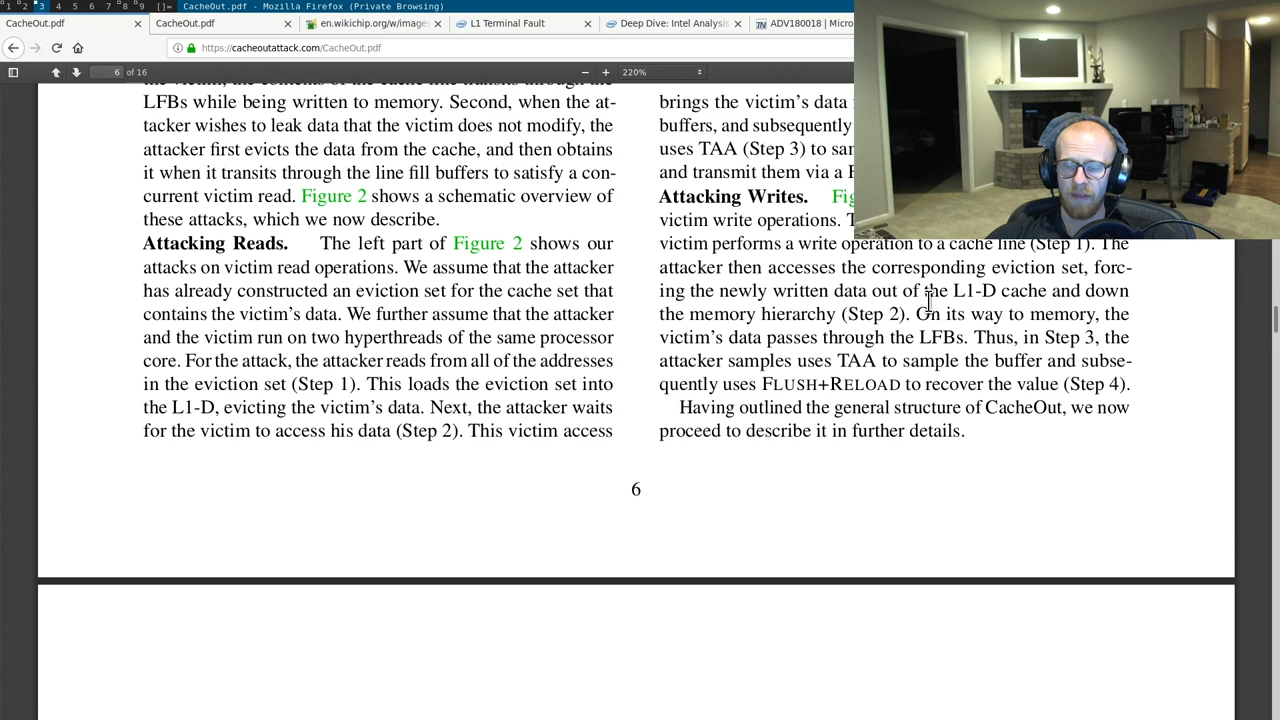 1 2 3 4 5 6 7 8 9 []= CacheOut.pdf - Mozilla Firefox (Private Browsing)
CacheOut.pdf × CacheOut.pdf × en.wikichip.org/w/image × L1 Terminal Fault × Deep Dive: Intel Analysis × ADV180018 | Micro
https://cacheoutattack.com/CacheOut.pdf
6 of 16 220%
LFBs while being written to memory. Second, when the at-
tacker wishes to leak data that the victim does not modify, the
attacker first evicts the data from the cache, and then obtains
it when it transits through the line fill buffers to satisfy a con-
current victim read. Figure 2 shows a schematic overview of
these attacks, which we now describe.
Attacking Reads. The left part of Figure 2 shows our
attacks on victim read operations. We assume that the attacker
has already constructed an eviction set for the cache set that
contains the victim's data. We further assume that the attacker
and the victim run on two hyperthreads of the same processor
core. For the attack, the attacker reads from all of the addresses
in the eviction set (Step 1). This loads the eviction set into
the L1-D, evicting the victim's data. Next, the attacker waits
for the victim to access his data (Step 2). This victim access
brings the victim's data
buffers, and subsequently
uses TAA (Step 3) to sam
and transmit them via a F
Attacking Writes. Fig
victim write operations. T
victim performs a write operation to a cache line (Step 1). The
attacker then accesses the corresponding eviction set, forc-
ing the newly written data out of the L1-D cache and down
the memory hierarchy (Step 2). On its way to memory, the
victim's data passes through the LFBs. Thus, in Step 3, the
attacker samples uses TAA to sample the buffer and subse-
quently uses FLUSH+RELOAD to recover the value (Step 4).
Having outlined the general structure of CacheOut, we now
proceed to describe it in further details.
6